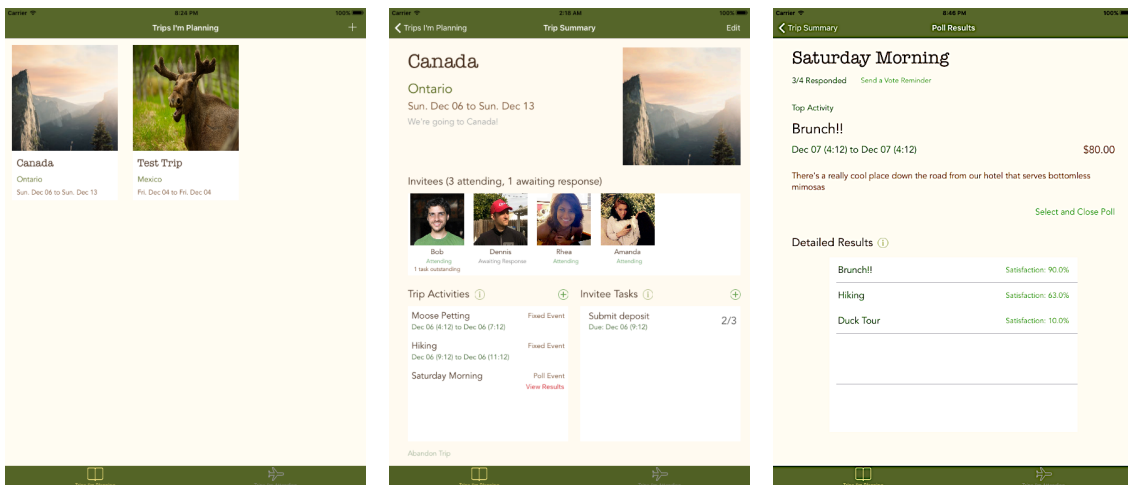 Carrier 8:24 PM 100%
Trips I'm Planning +
Canada
Ontario
Sun. Dec 06 to Sun. Dec 13
Test Trip
Mexico
Fri. Dec 04 to Fri. Dec 04
Carrier 2:18 AM 100%
Trips I'm Planning Trip Summary Edit
Canada
Ontario
Sun. Dec 06 to Sun. Dec 13
We're going to Canada!
Invitees (3 attending, 1 awaiting response)
Bob
Attending
1 task outstanding
Dennis
Awaiting Response
Rhea
Attending
Amanda
Attending
Trip Activities
Moose Petting Fixed Event
Dec 06 (4:12) to Dec 06 (7:12)
Hiking Fixed Event
Dec 06 (9:12) to Dec 06 (11:12)
Saturday Morning Poll Event
View Results
Invitee Tasks
Submit deposit 2/3
Due: Dec 06 (9:12)
Abandon Trip
Carrier 8:46 PM 100%
Trip Summary Poll Results
Saturday Morning
3/4 Responded Send a Vote Reminder
Top Activity
Brunch!!
Dec 07 (4:12) to Dec 07 (4:12) $80.00
There's a really cool place down the road from our hotel that serves bottomless
mimosas
Select and Close Poll
Detailed Results
Brunch!! Satisfaction: 90.0%
Hiking Satisfaction: 63.0%
Duck Tour Satisfaction: 10.0%